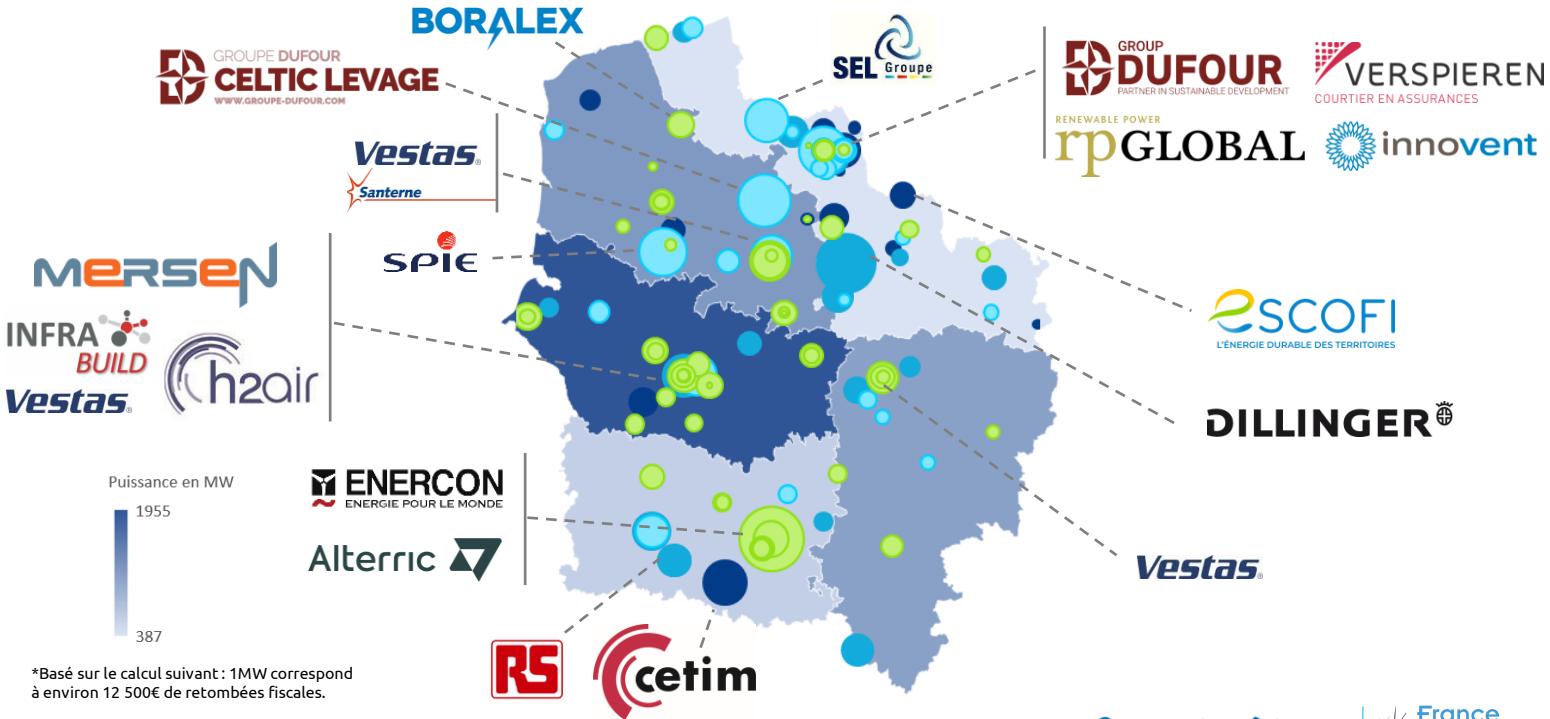 BORALEX
GROUPE DUFOUR
CELTIC LEVAGE
WWW.GROUPE-DUFOUR.COM
SEL Groupe
GROUP
DUFOUR
PARTNER IN SUSTAINABLE DEVELOPMENT
VERSPIEREN
COURTIER EN ASSURANCES
RENEWABLE POWER
rpGLOBAL
innovent
Vestas®
Santerne
SPIE
MERSEN
INFRA
BUILD
h2air
Vestas®
ESCOFI
L'ÉNERGIE DURABLE DES TERRITOIRES
DILLINGER
ENERCON
ENERGIE POUR LE MONDE
Alterric
Vestas®
RS
cetim
Puissance en MW
1955
387
*Basé sur le calcul suivant : 1MW correspond
à environ 12 500€ de retombées fiscales.
France